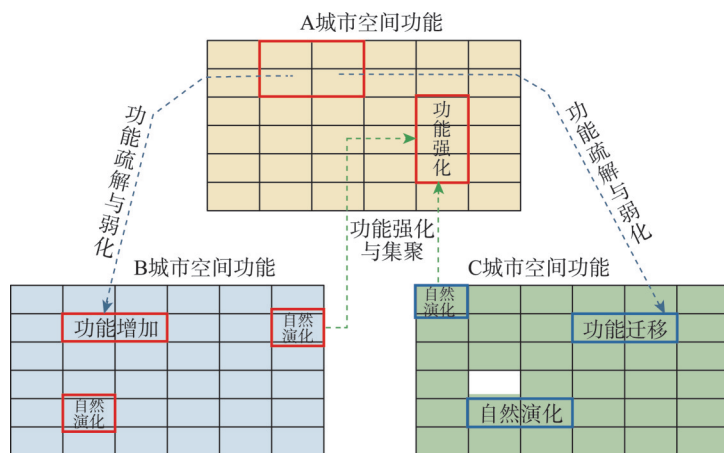 A城市空间功能
功能疏解与弱化
功能强化
功能疏解与弱化
功能强化
与集聚
B城市空间功能
C城市空间功能
自然
演化
功能增加
自然
演化
功能迁移
自然
演化
自然演化